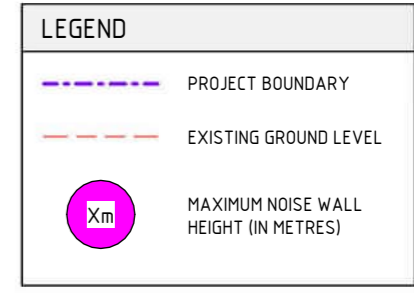 LEGEND
PROJECT BOUNDARY
EXISTING GROUND LEVEL
Xm
MAXIMUM NOISE WALL
HEIGHT (IN METRES)